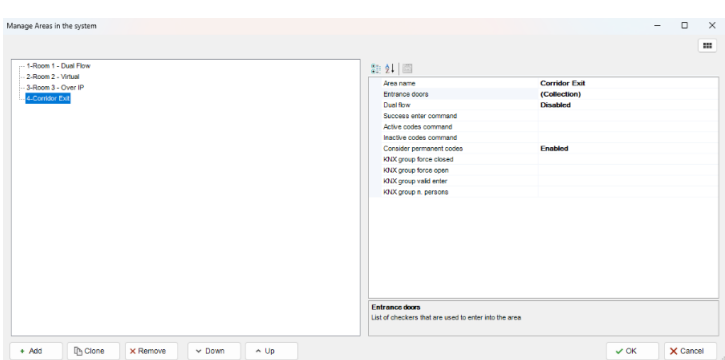 Manage Areas in the system
1-Room 1 - Dual Flow
2-Room 2 - Virtual
3-Room 3 - Over IP
4-Corridor Exit
Area name Corridor Exit
Entrance doors (Collection)
Dual flow Disabled
Success enter command
Active codes command
Inactive codes command
Consider permanent codes Enabled
KNX group force closed
KNX group force open
KNX group valid enter
KNX group n. persons
Entrance doors
List of checkers that are used to enter into the area
Add Clone Remove Down Up OK Cancel